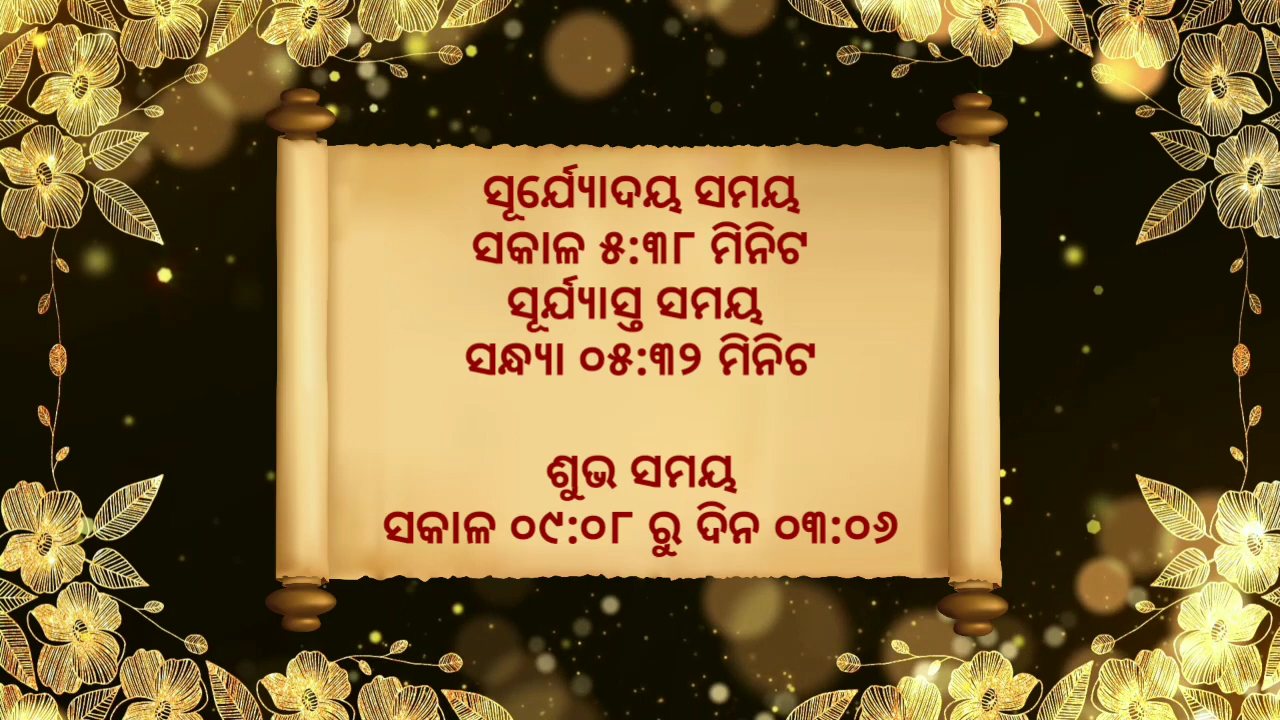 ସୂର୍ଯ୍ୟୋଦୟ ସମୟ
ସକାଳ ୫:୩୮ ମିନିଟ
ସୂର୍ଯ୍ୟାସ୍ତ ସମୟ
ସନ୍ଧ୍ୟା ୦୫:୩୨ ମିନିଟ
ଶୁଭ ସମୟ
ସକାଳ ୦୯:୦୮ ରୁ ଦିନ ୦୩:୦୬